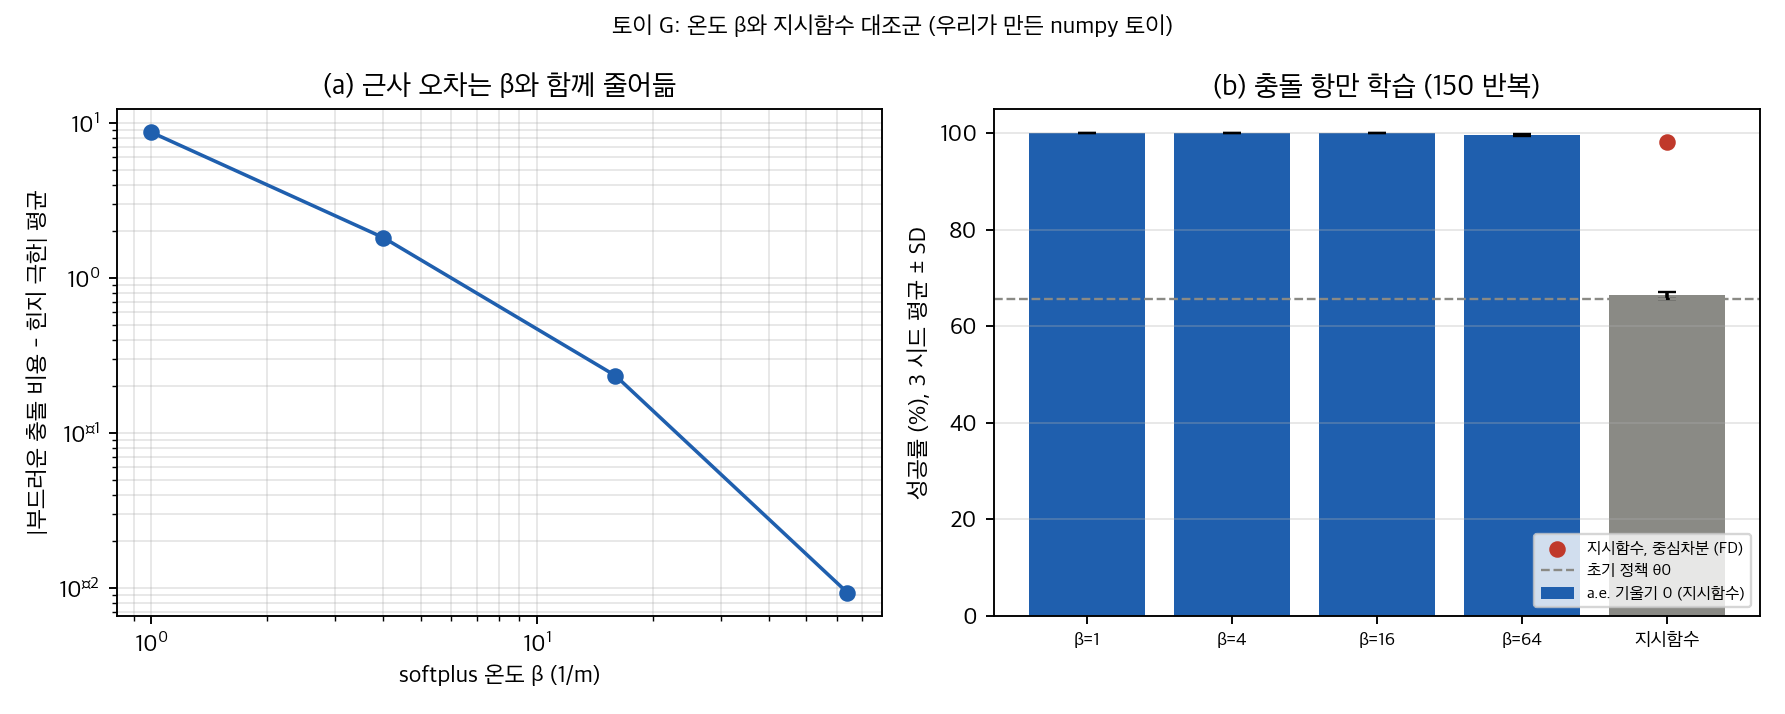 토이 G: 온도 β와 지시함수 대조군 (우리가 만든 numpy 토이)
(a) 근사 오차는 β와 함께 줄어듦
|부드러운 충돌 비용 - 힌지 극한| 평균
10¹
10⁰
10¤¹
10¤²
10⁰
10¹
softplus 온도 β (1/m)
(b) 충돌 항만 학습 (150 반복)
성공률 (%), 3 시드 평균 ± SD
100
80
60
40
20
0
지시함수, 중심차분 (FD)
초기 정책 θ0
a.e. 기울기 0 (지시함수)
β=1
β=4
β=16
β=64
지시함수